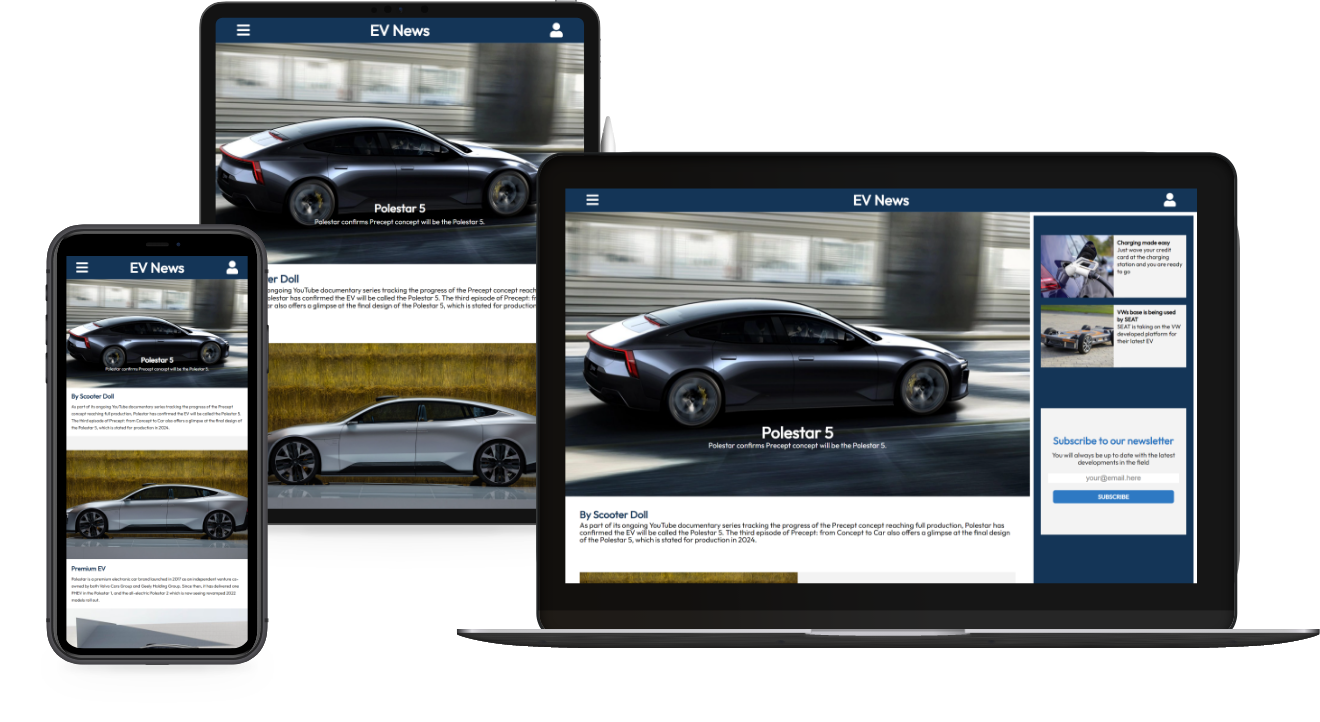 EV News
Polestar 5
Polestar confirms Precept concept will be the Polestar 5.
er Doll
ongoing YouTube documentary series tracking the progress of the Precept concept reach
olestar has confirmed the EV will be called the Polestar 5. The third episode of Precept: fr
ar also offers a glimpse at the final design of the Polestar 5, which is stated for production
EV News
Polestar 5
Polestar confirms Precept concept will be the Polestar 5.
By Scooter Doll
As part of its ongoing YouTube documentary series tracking the progress of the Precept
concept reaching full production, Polestar has confirmed the EV will be called the Polestar 5.
The third episode of Precept: from Concept to Car also offers a glimpse at the final design of
the Polestar 5, which is stated for production in 2024.
Premium EV
Polestar is a premium electronic car brand launched in 2017 as an independent venture co-
owned by both Volvo Cars Group and Geely Holding Group. Since then, it has delivered one
PHEV in the Polestar 1, and the all-electric Polestar 2 which is now seeing revamped 2022
models roll out.
EV News
Polestar 5
Polestar confirms Precept concept will be the Polestar 5.
By Scooter Doll
As part of its ongoing YouTube documentary series tracking the progress of the Precept concept reaching full production, Polestar has
confirmed the EV will be called the Polestar 5. The third episode of Precept: from Concept to Car also offers a glimpse at the final design
of the Polestar 5, which is stated for production in 2024.
Charging made easy
Just wave your credit
card at the charging
station and you are ready
to go
VWs base is being used
by SEAT
SEAT is taking on the VW
developed platform for
their latest EV
Subscribe to our newsletter
You will always be up to date with the latest
developments in the field
your@email.here
SUBSCRIBE